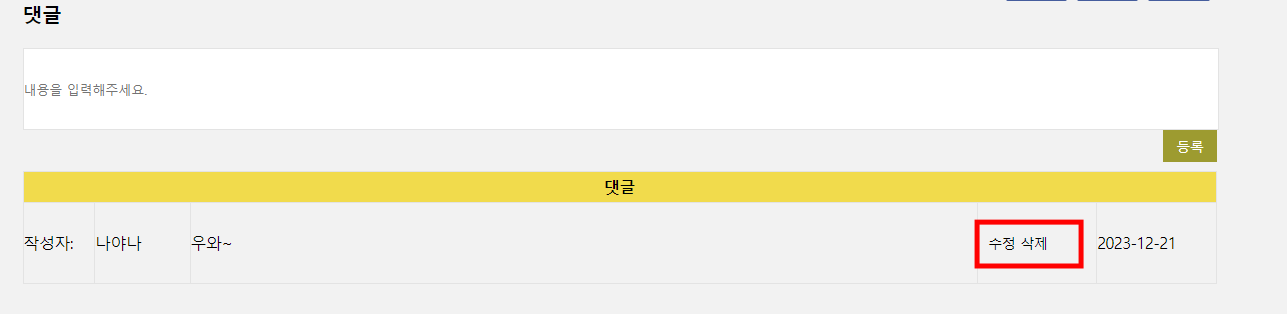 댓글
내용을 입력해주세요.
등록
댓글
작성자: 나야나 우와~ 수정 삭제 2023-12-21